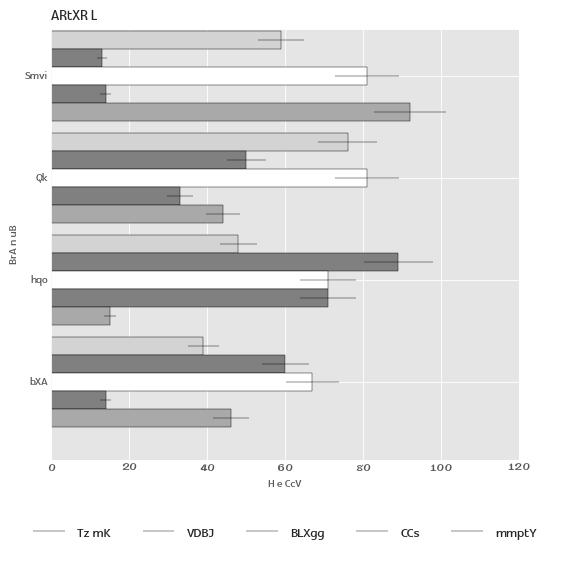 ARtXR L
Smvi
Qk
hqo
bXA
BrA n uB
0 20 40 60 80 100 120
H e CcV
Tz mK VDBJ BLXgg CCs mmptY